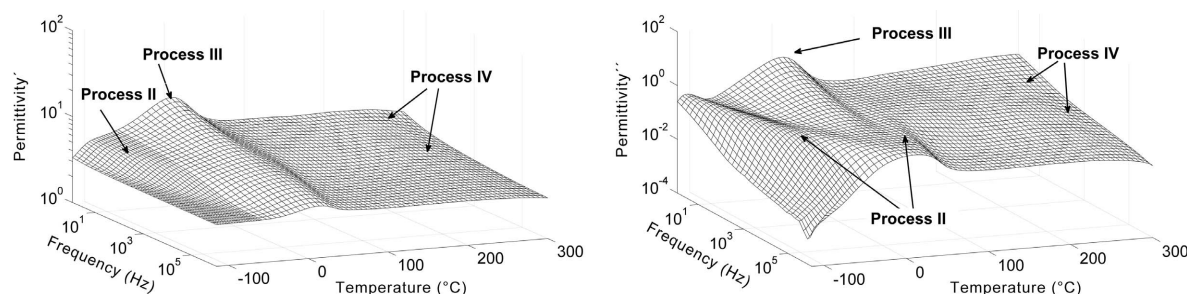 10²
Process III
Process II
Process IV
10¹
10⁰
Permittivity´
10¹
10³
10⁵
Frequency (Hz)
-100
0
100
200
300
Temperature (°C)
10²
Process III
Process IV
10⁰
10⁻²
10⁻⁴
Permittivity´´
Process II
10¹
10³
10⁵
Frequency (Hz)
-100
0
100
200
300
Temperature (°C)